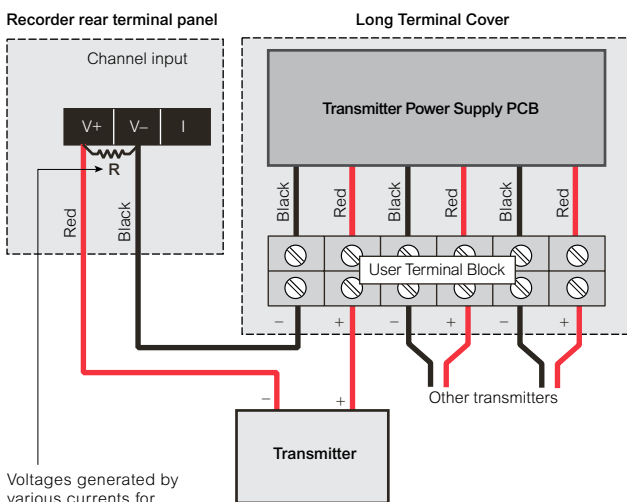 Recorder rear terminal panel
Long Terminal Cover
Channel input
Transmitter Power Supply PCB
V+ V– I
R
Red
Black
Black
Red
Black
Red
Black
Red
User Terminal Block
– + – + – +
Other transmitters
– +
Transmitter
Voltages generated by
various currents for